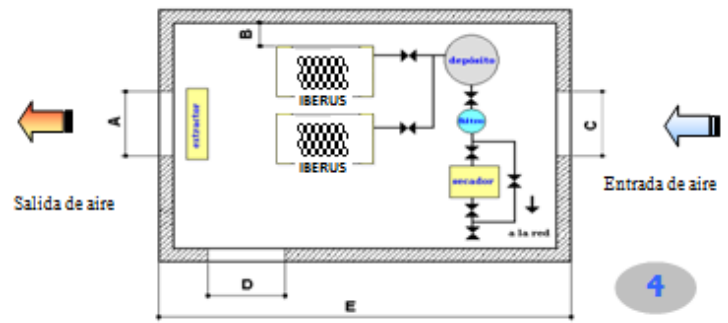 B
depósito
IBERUS
A
extractor
filtro
C
IBERUS
secador
Salida de aire
Entrada de aire
a la red
D
E
4